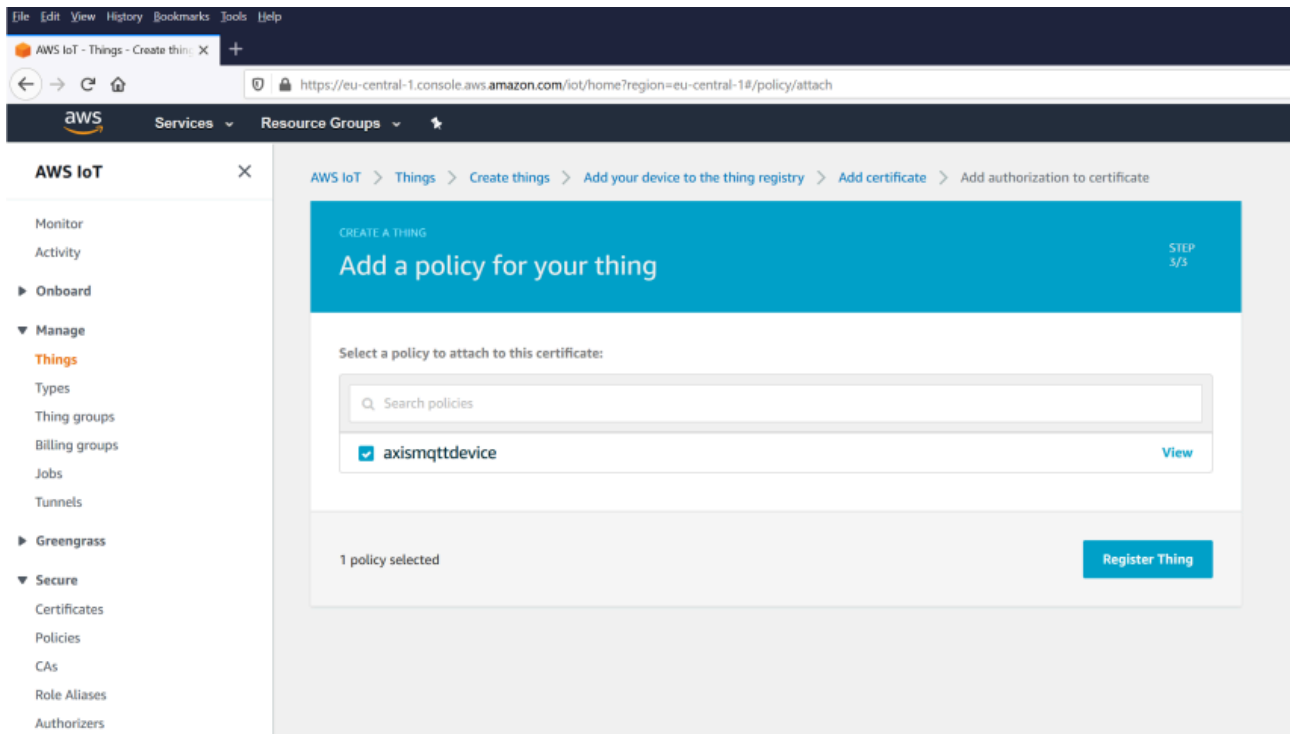 File Edit View History Bookmarks Tools Help
AWS IoT - Things - Create thin
https://eu-central-1.console.aws.amazon.com/iot/home?region=eu-central-1#/policy/attach
aws Services Resource Groups
AWS IoT
AWS IoT > Things > Create things > Add your device to the thing registry > Add certificate > Add authorization to certificate
Monitor
Activity
Onboard
Manage
Things
Types
Thing groups
Billing groups
Jobs
Tunnels
Greengrass
Secure
Certificates
Policies
CAs
Role Aliases
Authorizers
CREATE A THING
Add a policy for your thing
STEP
3/3
Select a policy to attach to this certificate:
Search policies
axismqttdevice View
1 policy selected Register Thing